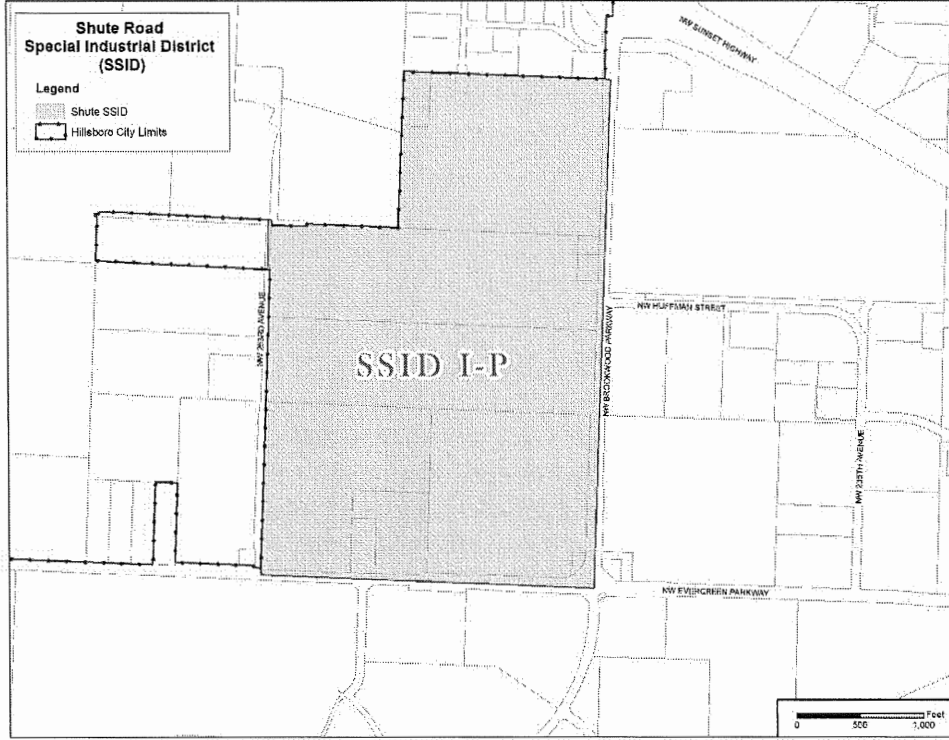 Shute Road
Special Industrial District
(SSID)
Legend
Shute SSID
Hillsboro City Limits
NW SUNSET HIGHWAY
NW 253RD AVENUE
SSID I-P
NW BROOKWOOD PARKWAY
NW HUFFMAN STREET
NW 235TH AVENUE
NW EVERGREEN PARKWAY
Feet
0 500 1,000